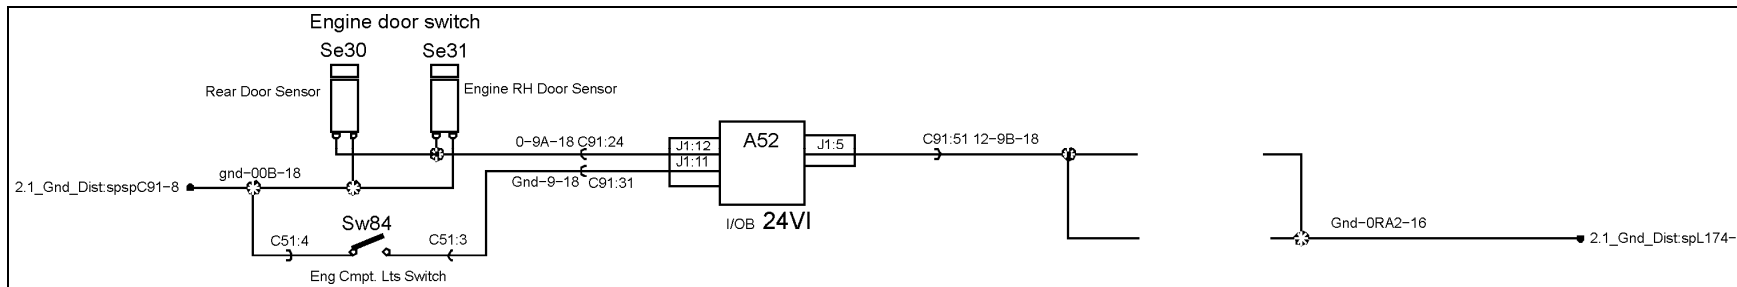 Engine door switch
Se30
Se31
Rear Door Sensor
Engine RH Door Sensor
0-9A-18 C91:24
J1:12
A52
J1:5
C91:51 12-9B-18
J1:11
gnd-00B-18
2.1_Gnd_Dist:spspC91-8
Gnd-9-18 C91:31
Sw84
I/OB 24VI
Gnd-0RA2-16
2.1_Gnd_Dist:spL174-
C51:4
C51:3
Eng Cmpt. Lts Switch